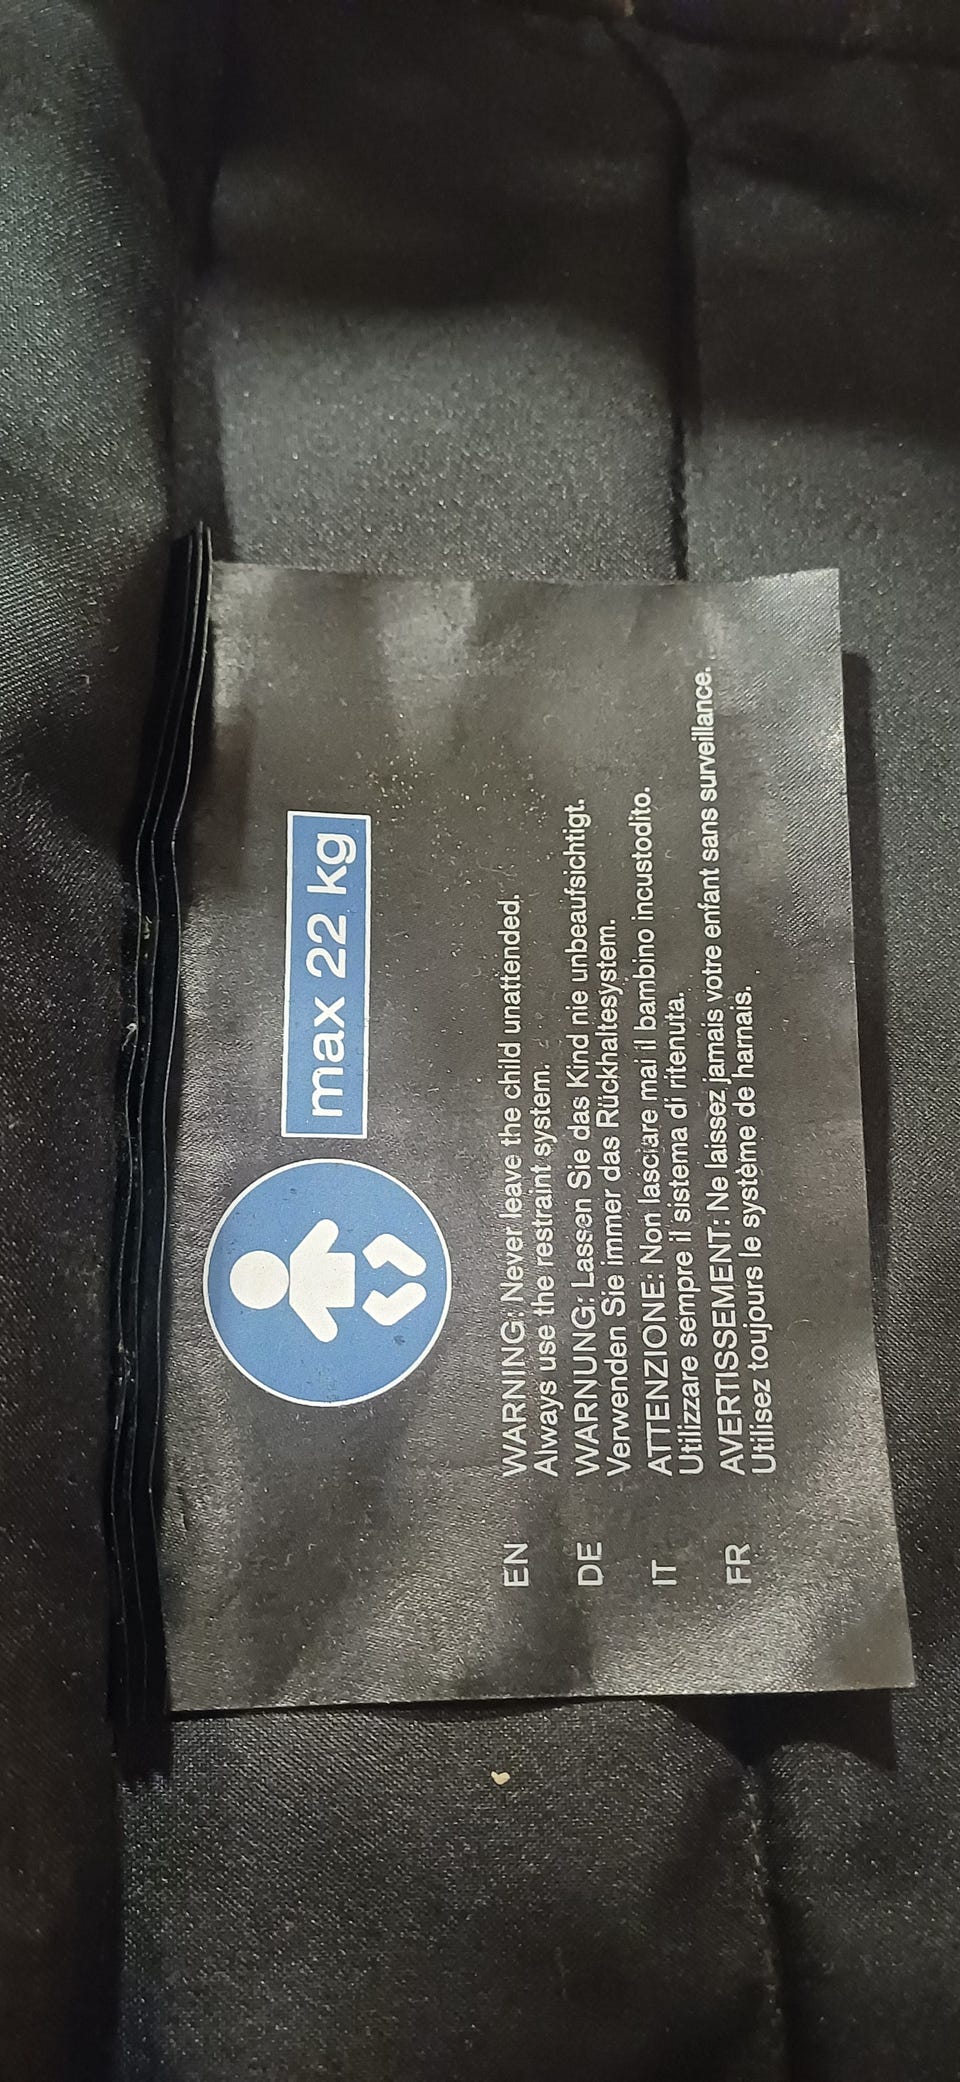 max 22 kg
EN WARNING: Never leave the child unattended.
Always use the restraint system.
DE WARNUNG: Lassen Sie das Kind nie unbeaufsichtigt.
Verwenden Sie immer das Rückhaltesystem.
IT ATTENZIONE: Non lasciare mai il bambino incustodito.
Utilizzare sempre il sistema di ritenuta.
FR AVERTISSEMENT: Ne laissez jamais votre enfant sans surveillance.
Utilisez toujours le système de harnais.